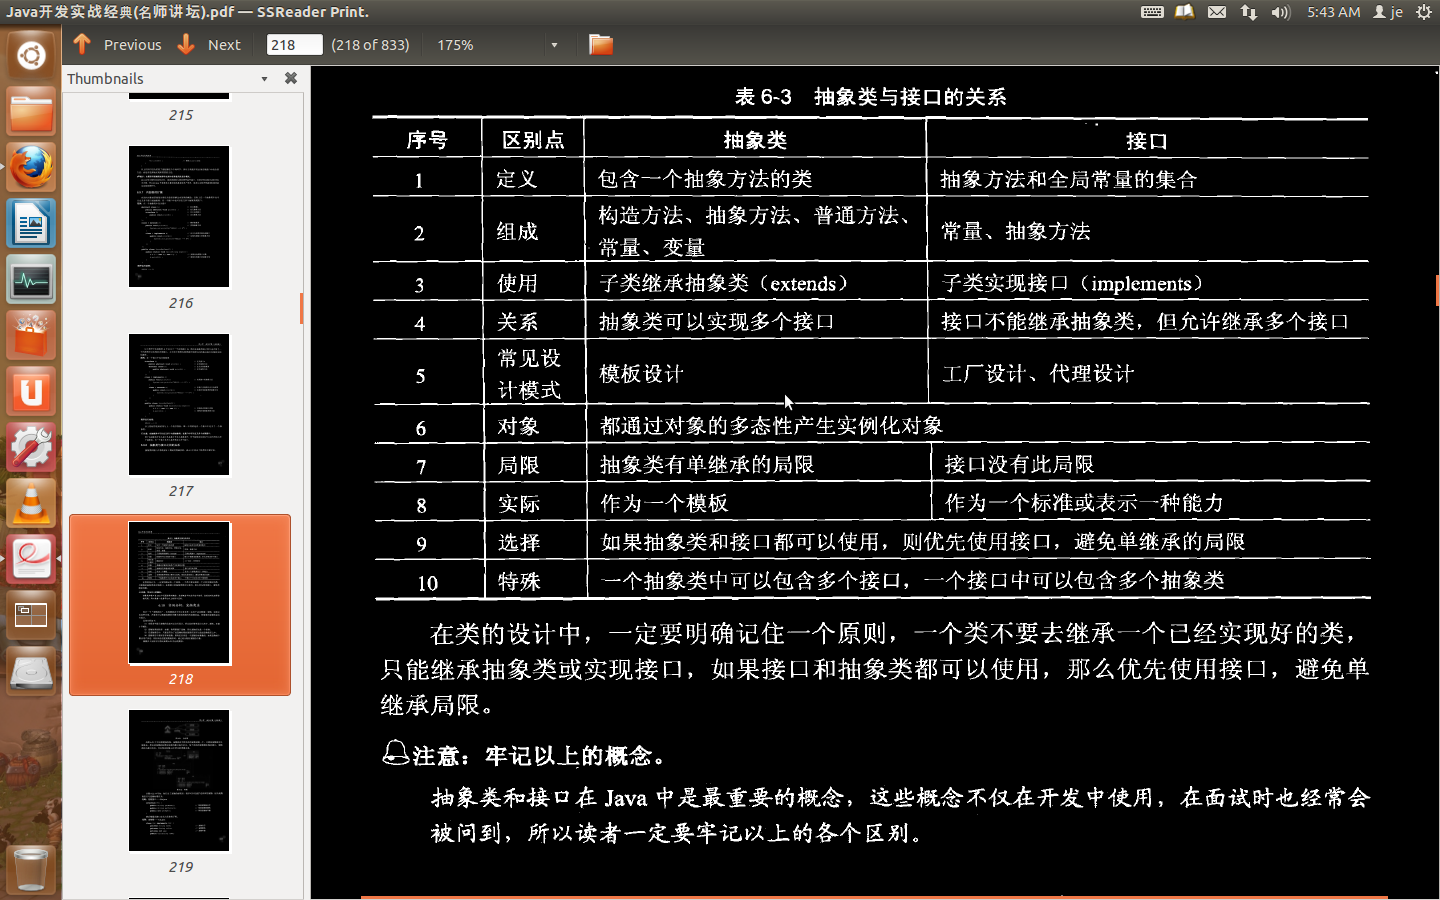 Java开发实战经典(名师讲坛).pdf — SSReader Print.
5:43 AM
je
Previous
Next
218
(218 of 833)
175%
Thumbnails
215
216
217
218
219
表 6-3 抽象类与接口的关系
序号 区别点 抽象类 接口
1 定义 包含一个抽象方法的类 抽象方法和全局常量的集合
2 组成 构造方法、抽象方法、普通方法、常量、变量 常量、抽象方法
3 使用 子类继承抽象类（extends） 子类实现接口（implements）
4 关系 抽象类可以实现多个接口 接口不能继承抽象类，但允许继承多个接口
5 常见设计模式 模板设计 工厂设计、代理设计
6 对象 都通过对象的多态性产生实例化对象
7 局限 抽象类有单继承的局限 接口没有此局限
8 实际 作为一个模板 作为一个标准或表示一种能力
9 选择 如果抽象类和接口都可以使用，则优先使用接口，避免单继承的局限
10 特殊 一个抽象类中可以包含多个接口，一个接口中可以包含多个抽象类
在类的设计中，一定要明确记住一个原则，一个类不要去继承一个已经实现好的类，
只能继承抽象类或实现接口，如果接口和抽象类都可以使用，那么优先使用接口，避免单
继承局限。
注意：牢记以上的概念。
抽象类和接口在 Java 中是最重要的概念，这些概念不仅在开发中使用，在面试时也经常会
被问到，所以读者一定要牢记以上的各个区别。